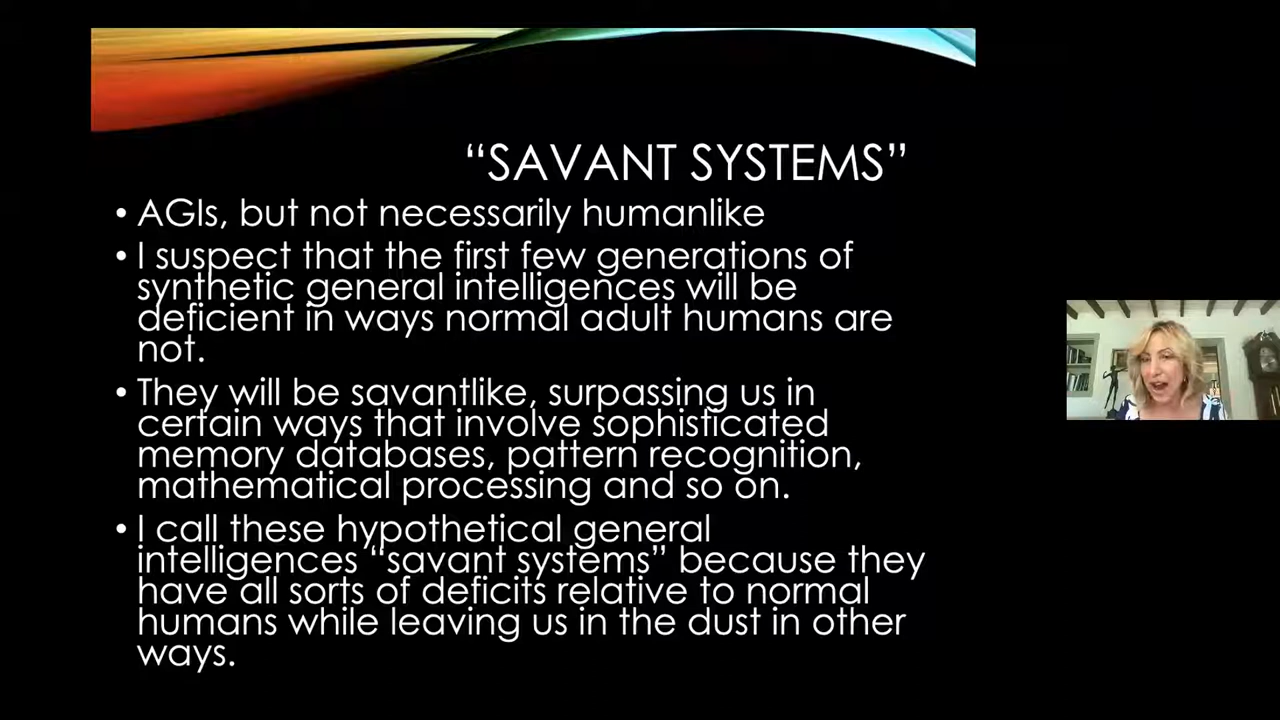 “SAVANT SYSTEMS”
• AGIs, but not necessarily humanlike
• I suspect that the first few generations of
synthetic general intelligences will be
deficient in ways normal adult humans are
not.
• They will be savantlike, surpassing us in
certain ways that involve sophisticated
memory databases, pattern recognition,
mathematical processing and so on.
• I call these hypothetical general
intelligences “savant systems” because they
have all sorts of deficits relative to normal
humans while leaving us in the dust in other
ways.